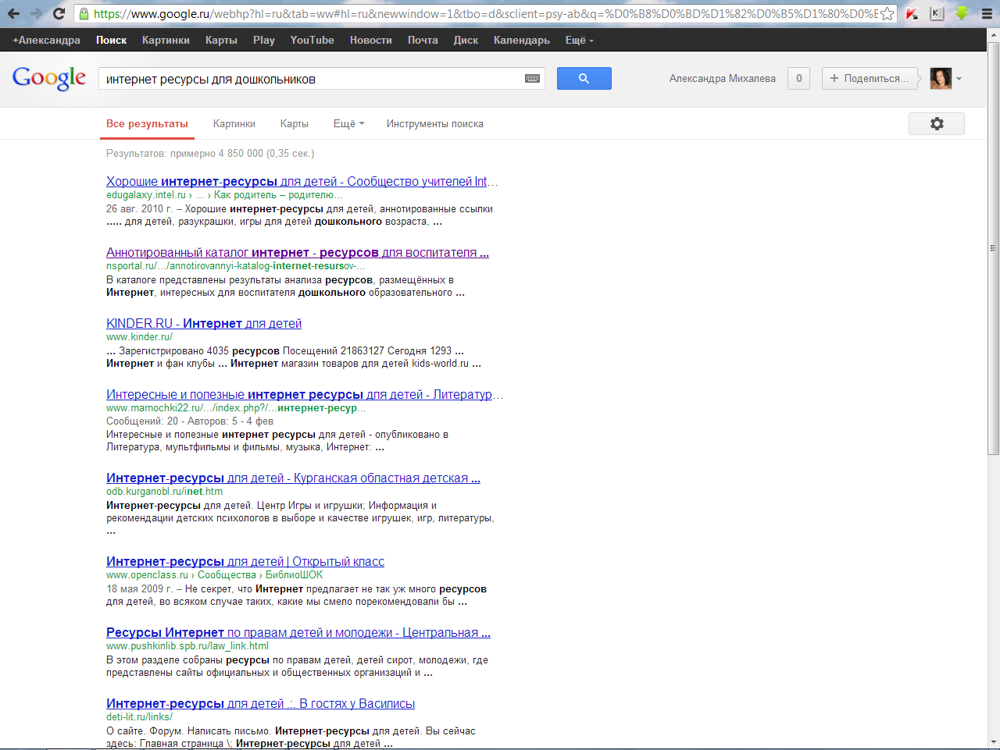 https://www.google.ru/webhp?hl=ru&tab=ww#hl=ru&newwindow=1&tbo=d&sclient=psy-ab&q=%D0%B8%D0%BD%D1%82%D0%B5%D1%80%D0%
+Александра Поиск Картинки Карты Play YouTube Новости Почта Диск Календарь Ещё
Google интернет ресурсы для дошкольников Александра Михалева 0 + Поделиться...
Все результаты Картинки Карты Ещё Инструменты поиска
Результатов: примерно 4 850 000 (0,35 сек.)
Хорошие интернет-ресурсы для детей - Сообщество учителей Int...
edugalaxy.intel.ru › ... › Как родитель – родителю...
26 авг. 2010 г. – Хорошие интернет-ресурсы для детей, аннотированные ссылки
..... для детей, разукрашки, игры для детей дошкольного возраста, ...
Аннотированный каталог интернет - ресурсов для воспитателя ...
nsportal.ru/.../annotirovannyi-katalog-internet-resursov-...
В каталоге представлены результаты анализа ресурсов, размещённых в
Интернет, интересных для воспитателя дошкольного образовательного ...
KINDER.RU - Интернет для детей
www.kinder.ru/
... Зарегистрировано 4035 ресурсов Посещений 21863127 Сегодня 1293 ...
Интернет и фан клубы ... Интернет магазин товаров для детей kids-world.ru ...
Интересные и полезные интернет ресурсы для детей - Литератур...
www.mamochki22.ru/.../index.php?/...интернет-ресур...
Сообщений: 20 - Авторов: 5 - 4 фев
Интересные и полезные интернет ресурсы для детей - опубликовано в
Литература, мультфильмы и фильмы, музыка, Интернет: ...
Интернет-ресурсы для детей - Курганская областная детская ...
odb.kurganobl.ru/inet.htm
Интернет-ресурсы для детей. Центр Игры и игрушки; Информация и
рекомендации детских психологов в выборе и качестве игрушек, игр, литературы,
...
Интернет-ресурсы для детей | Открытый класс
www.openclass.ru › Сообщества › БиблиоШОК
18 мая 2009 г. – Не секрет, что Интернет предлагает не так уж много ресурсов
для детей, во всяком случае таких, какие мы смело порекомендовали бы ...
Ресурсы Интернет по правам детей и молодежи - Центральная ...
www.pushkinlib.spb.ru/law_link.html
В этом разделе собраны ресурсы по правам детей, детей сирот, молодежи, где
представлены сайты официальных и общественных организаций и ...
Интернет-ресурсы для детей .:. В гостях у Василисы
deti-lit.ru/links/
О сайте. Форум. Написать письмо. Интернет-ресурсы для детей. Вы сейчас
здесь: Главная страница \; Интернет-ресурсы для детей ...